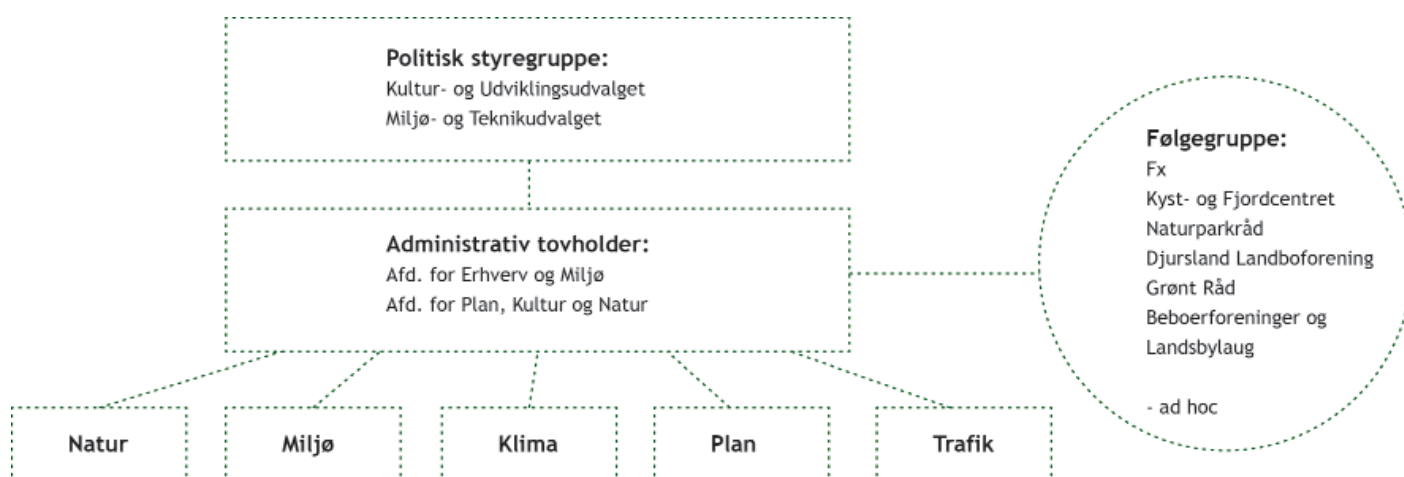 Politisk styregruppe:
Kultur- og Udviklingsudvalget
Miljø- og Teknikudvalget
Administrativ tovholder:
Afd. for Erhverv og Miljø
Afd. for Plan, Kultur og Natur
Følgegruppe:
Fx
Kyst- og Fjordcentret
Naturparkråd
Djursland Landboforening
Grønt Råd
Beboerforeninger og
Landsbylaug
- ad hoc
Natur
Miljø
Klima
Plan
Trafik